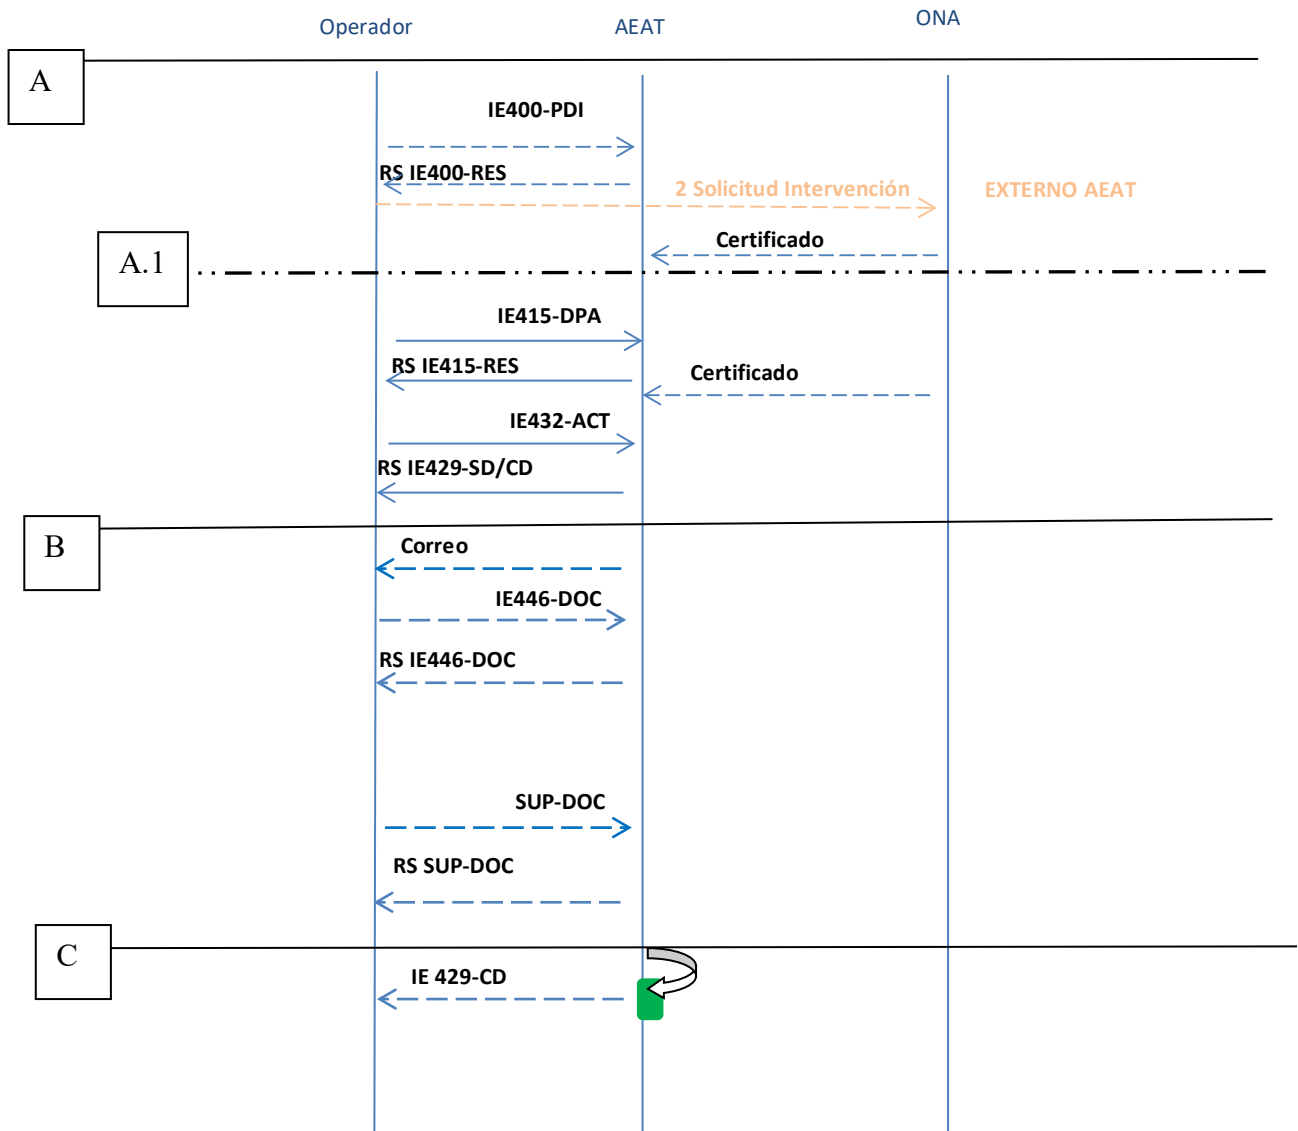 Operador
AEAT
ONA
A
IE400-PDI
RS IE400-RES
2 Solicitud Intervención
EXTERNO AEAT
Certificado
A.1
IE415-DPA
RS IE415-RES
Certificado
IE432-ACT
RS IE429-SD/CD
B
Correo
IE446-DOC
RS IE446-DOC
SUP-DOC
RS SUP-DOC
C
IE 429-CD